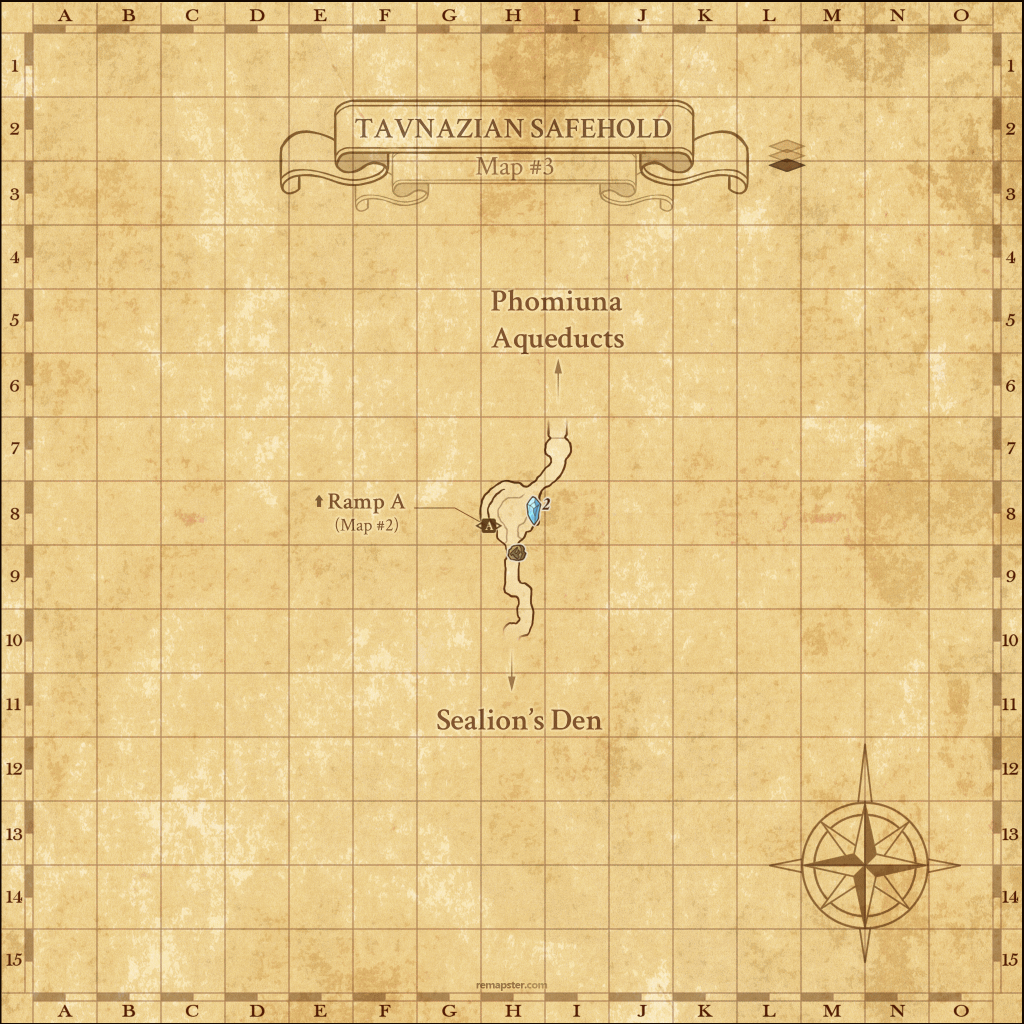 A B C D E F G H I J K L M N O
1 1
TAVNAZIAN SAFEHOLD
2 2
Map #3
3 3
4 4
Phomiuna
5 5
Aqueducts
6 6
7 7
Ramp A
2
8 8
(Map #2)
A
9 9
10 10
11 11
Sealion's Den
12 12
13 13
14 14
15 15
remapster.com
A B C D E F G H I J K L M N O